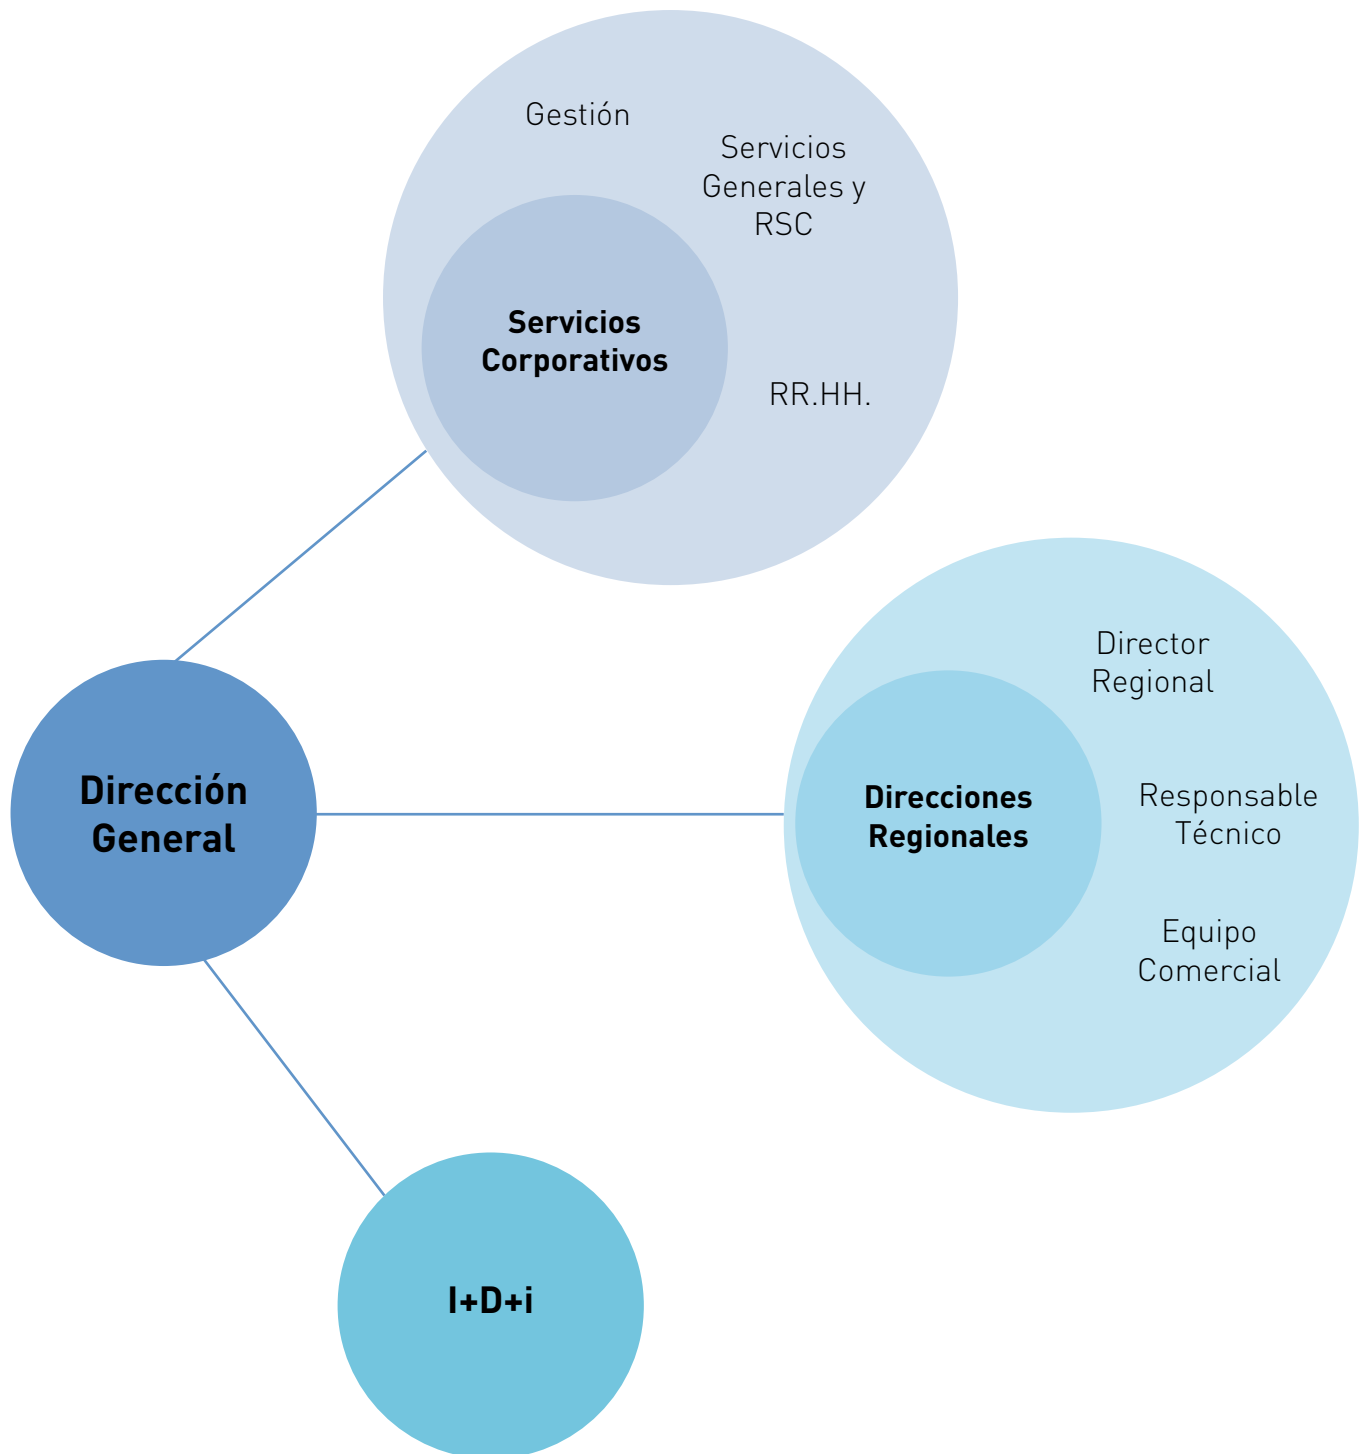 Gestión
Servicios
Generales y
RSC
Servicios
Corporativos
RR.HH.
Director
Regional
Dirección
General
Direcciones
Regionales
Responsable
Técnico
Equipo
Comercial
I+D+i